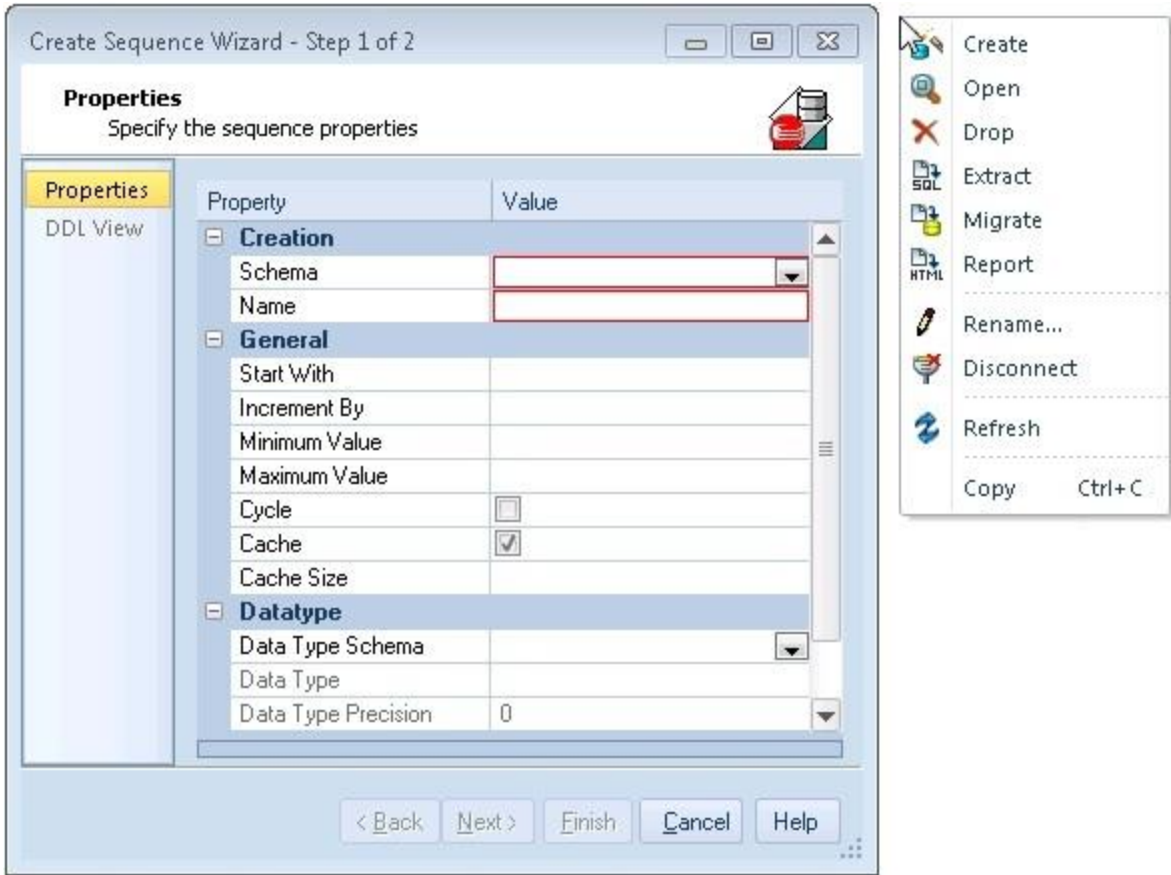 Create Sequence Wizard - Step 1 of 2
Properties
Specify the sequence properties
Properties
DDL View
Property Value
Creation
Schema
Name
General
Start With
Increment By
Minimum Value
Maximum Value
Cycle
Cache
Cache Size
Datatype
Data Type Schema
Data Type
Data Type Precision 0
< Back Next > Finish Cancel Help
Create
Open
Drop
SQL Extract
Migrate
HTML Report
Rename...
Disconnect
Refresh
Copy Ctrl+C